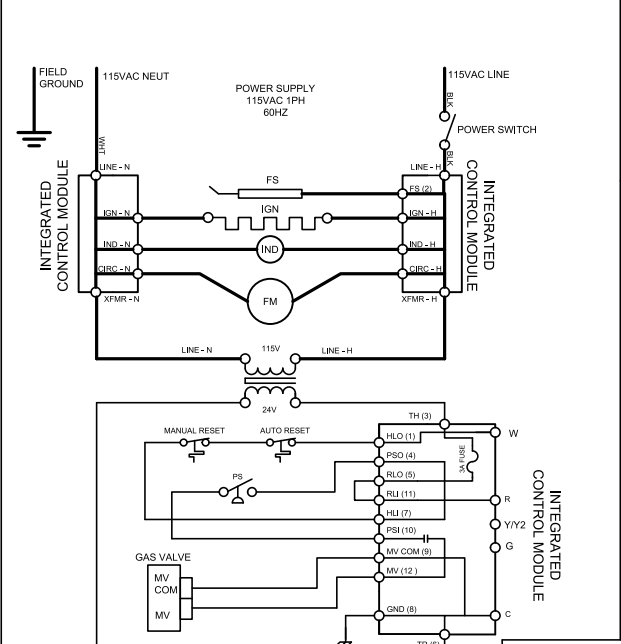 FIELD
GROUND
115VAC NEUT
POWER SUPPLY
115VAC 1PH
60HZ
115VAC LINE
BLK
POWER SWITCH
WHT
BLK
LINE - N
LINE - H
INTEGRATED
CONTROL MODULE
FS
FS (2)
IGN
IGN - N
IGN - H
IND - N
IND
IND - H
CIRC - N
CIRC - H
FM
XFMR - N
XFMR - H
INTEGRATED
CONTROL MODULE
LINE - N
115V
LINE - H
24V
TH (3)
MANUAL RESET
AUTO RESET
HLO (1)
W
PSO (4)
3A FUSE
PS
RLO (5)
RLI (11)
R
HLI (7)
Y/Y2
PSI (10)
G
INTEGRATED
CONTROL MODULE
GAS VALVE
MV COM (9)
MV
COM
MV (12 )
MV
GND (8)
C